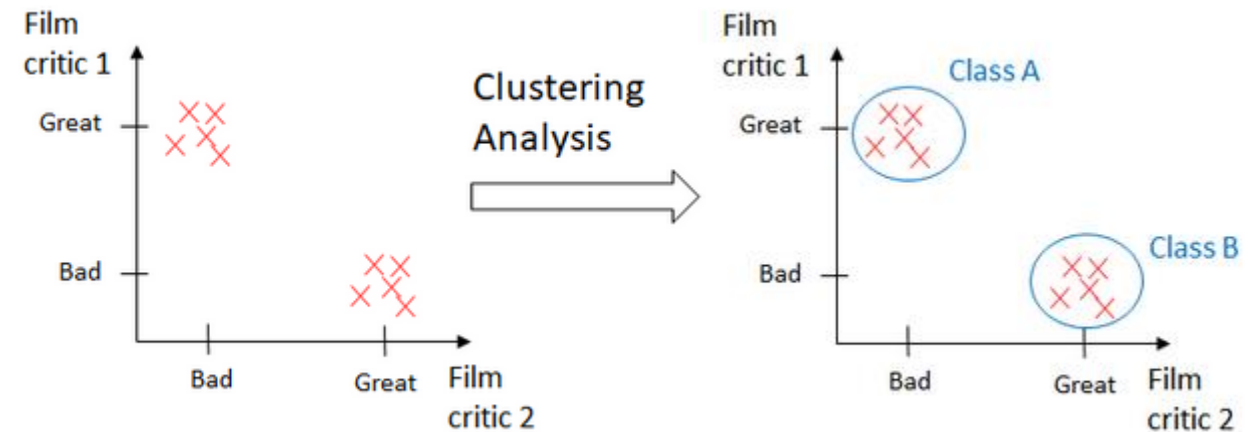 Film
critic 1
Great
Bad
Bad
Great
Film
critic 2
Clustering
Analysis
Film
critic 1
Class A
Great
Class B
Bad
Bad
Great
Film
critic 2